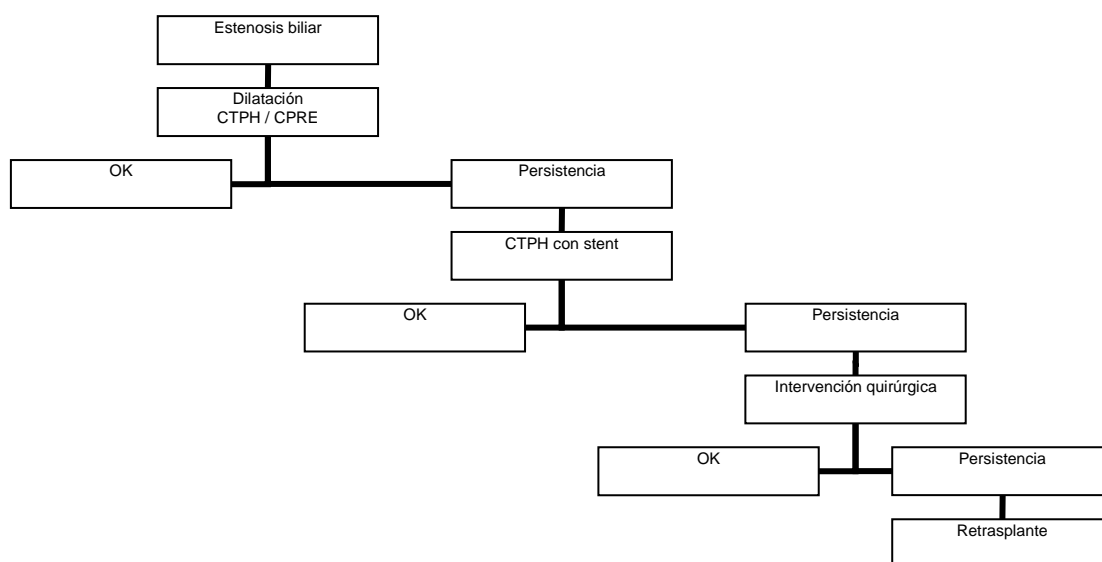 Estenosis biliar
Dilatación
CTPH / CPRE
OK
Persistencia
CTPH con stent
OK
Persistencia
Intervención quirúrgica
OK
Persistencia
Retrasplante